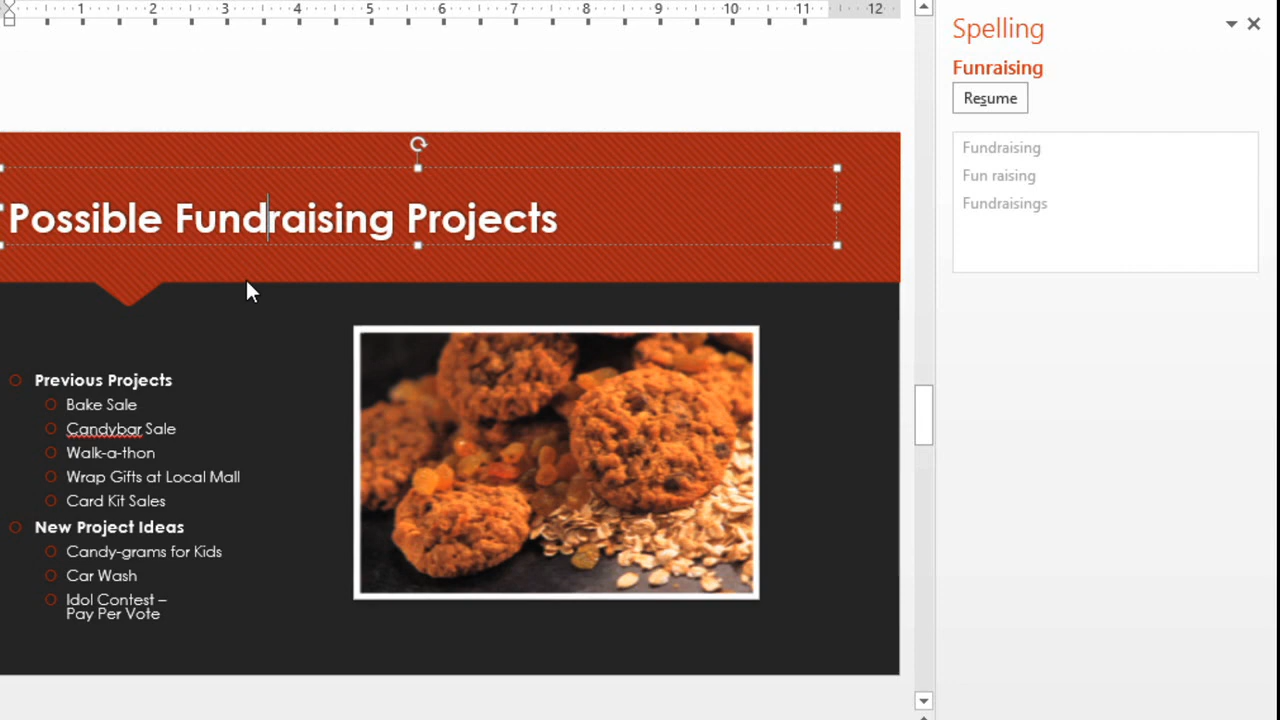 1 2 3 4 5 6 7 8 9 10 11 12
Spelling
Funraising
Resume
Fundraising
Fun raising
Fundraisings
Possible Fundraising Projects
Previous Projects
Bake Sale
Candybar Sale
Walk-a-thon
Wrap Gifts at Local Mall
Card Kit Sales
New Project Ideas
Candy-grams for Kids
Car Wash
Idol Contest –
Pay Per Vote